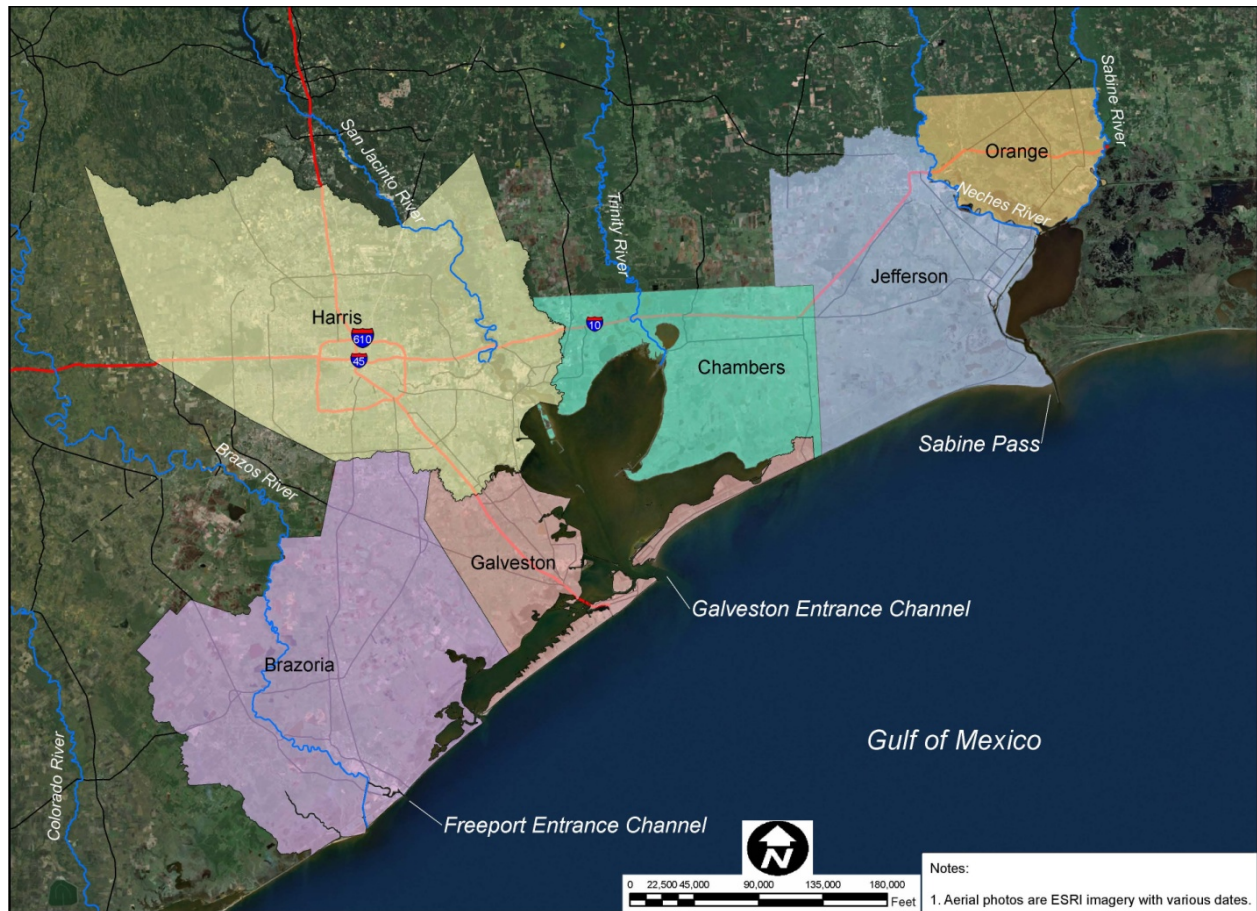 Sabine River
Orange
San Jacinto River
Neches River
Trinity River
Jefferson
Harris
610
10
45
Chambers
Sabine Pass
Brazos River
Galveston
Galveston Entrance Channel
Brazoria
Gulf of Mexico
Colorado River
Freeport Entrance Channel
N
0 22,500 45,000 90,000 135,000 180,000
Feet
Notes:
1. Aerial photos are ESRI imagery with various dates.